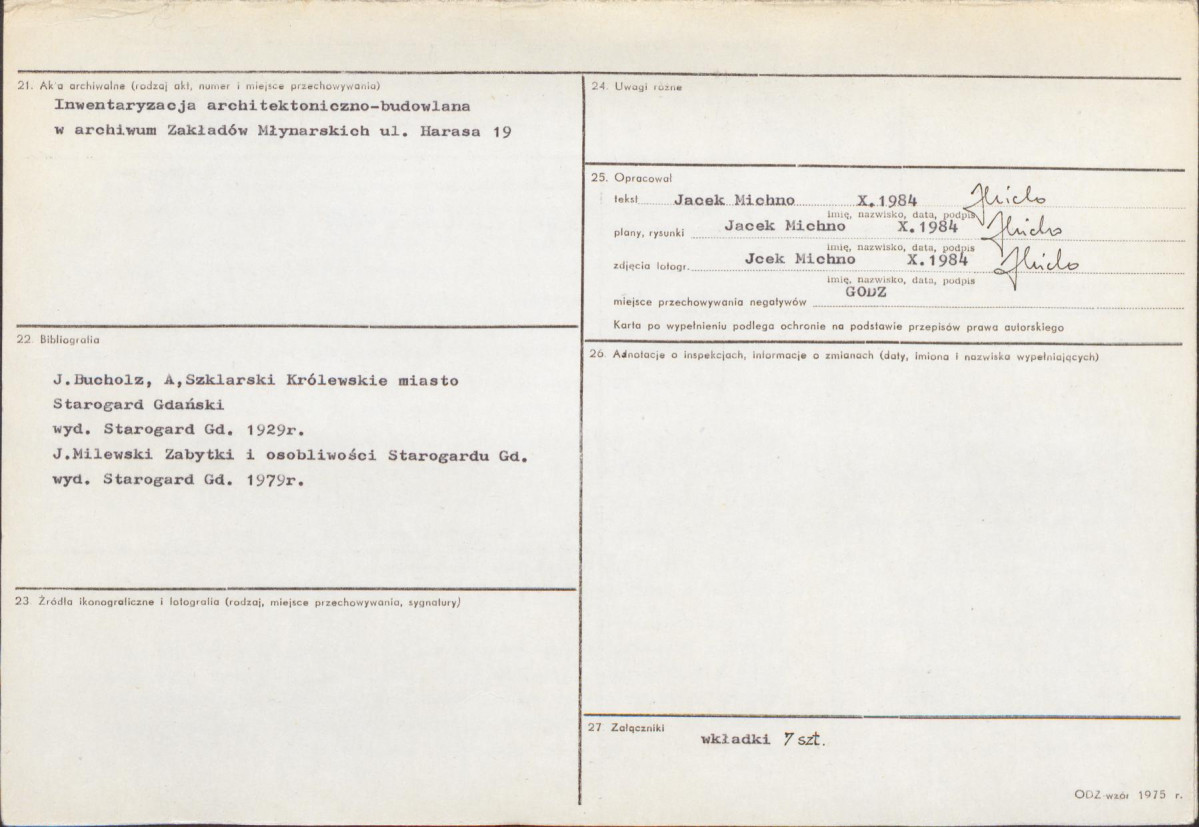 21. Akta archiwalne (rodzaj akt, numer i miejsce przechowywania)
Inwentaryzacja architektoniczno-budowlana
w archiwum Zakładów Młynarskich ul. Harasa 19
22. Bibliografia
J.Bucholz, A,Szklarski Królewskie miasto
Starogard Gdański
wyd. Starogard Gd. 1929r.
J.Milewski Zabytki i osobliwości Starogardu Gd.
wyd. Starogard Gd. 1979r.
23. Źródła ikonograficzne i fotografia (rodzaj, miejsce przechowywania, sygnatury)
24. Uwagi różne
25. Opracował
tekst Jacek Michno X.1984
imię, nazwisko, data, podpis
plany, rysunki Jacek Michno X.1984
imię, nazwisko, data, podpis
zdjęcia fotogr. Jcek Michno X.1984
imię, nazwisko, data, podpis
GODZ
miejsce przechowywania negatywów
Karta po wypełnieniu podlega ochronie na podstawie przepisów prawa autorskiego
26. Adnotacje o inspekcjach, informacje o zmianach (daty, imiona i nazwiska wypełniających)
27 Załączniki
wkładki 7 szt.
ODZ-wzór 1975 r.